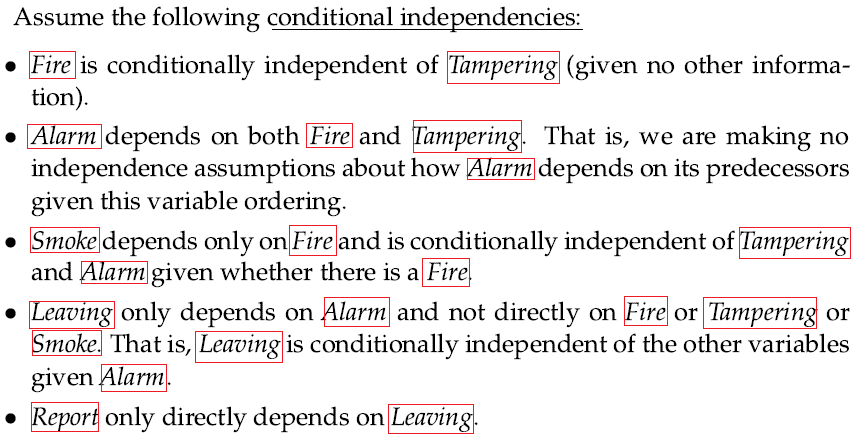 Assume the following conditional independencies:
• Fire is conditionally independent of Tampering (given no other informa-
tion).
• Alarm depends on both Fire and Tampering. That is, we are making no
independence assumptions about how Alarm depends on its predecessors
given this variable ordering.
• Smoke depends only on Fire and is conditionally independent of Tampering
and Alarm given whether there is a Fire.
• Leaving only depends on Alarm and not directly on Fire or Tampering or
Smoke. That is, Leaving is conditionally independent of the other variables
given Alarm.
• Report only directly depends on Leaving.